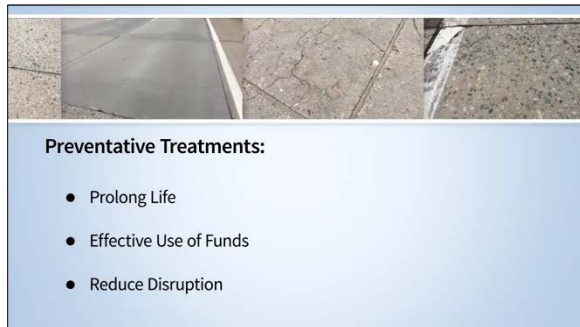 Preventative Treatments:
● Prolong Life
● Effective Use of Funds
● Reduce Disruption